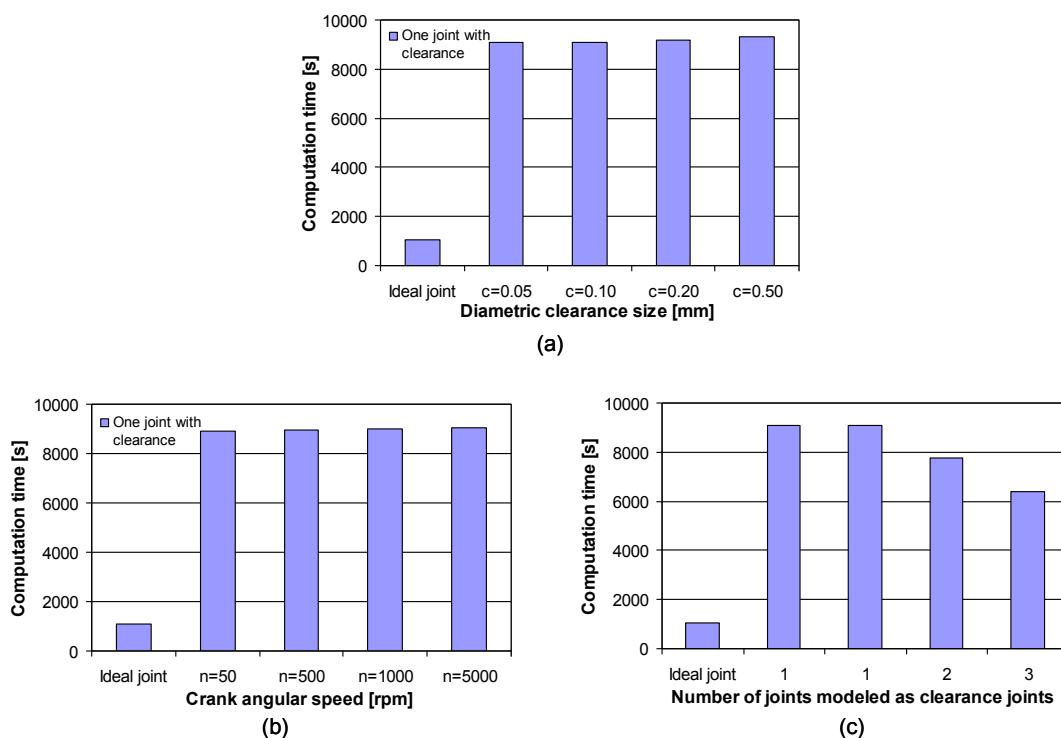 10000
One joint with
clearance
8000
6000
4000
2000
0
Computation time [s]
Ideal joint c=0.05 c=0.10 c=0.20 c=0.50
Diametric clearance size [mm]
(a)
10000
One joint with
clearance
8000
6000
4000
2000
0
Computation time [s]
Ideal joint n=50 n=500 n=1000 n=5000
Crank angular speed [rpm]
(b)
10000
8000
6000
4000
2000
0
Computation time [s]
Ideal joint 1 1 2 3
Number of joints modeled as clearance joints
(c)